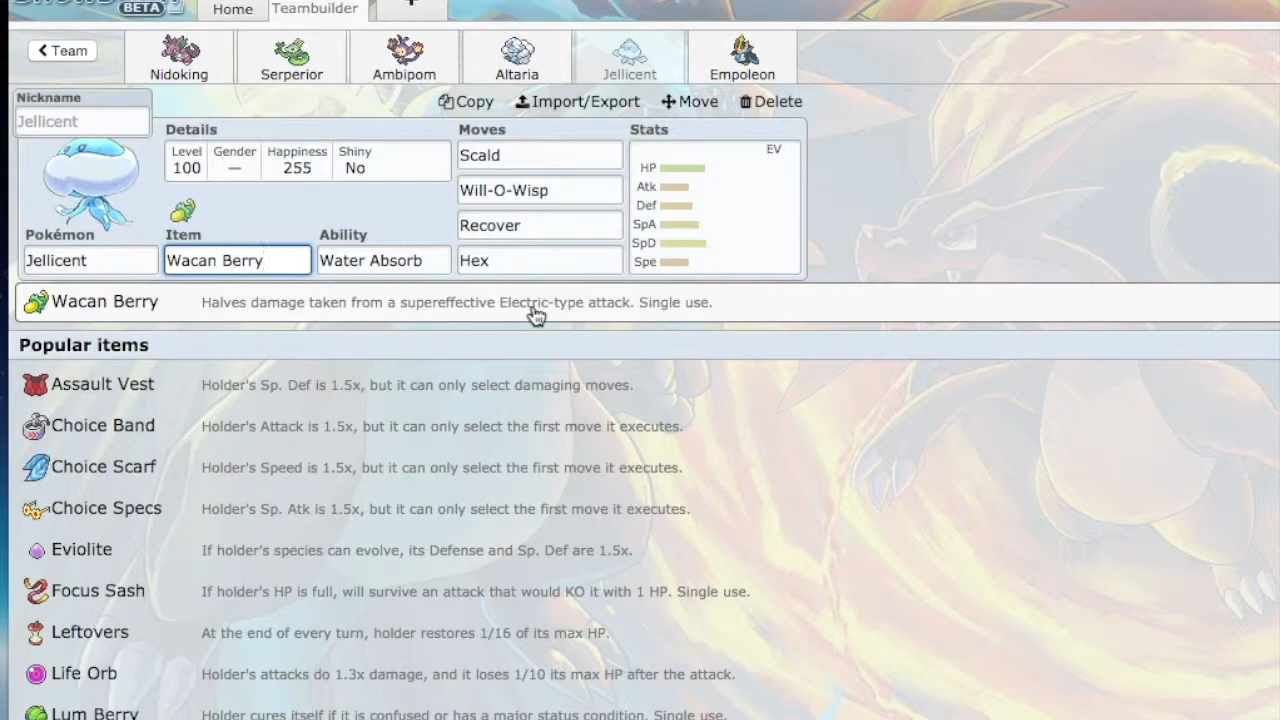 BETA
Home
Teambuilder
+
Team
Nidoking
Serperior
Ambipom
Altaria
Jellicent
Empoleon
Copy
Import/Export
Move
Delete
Nickname
Jellicent
Details
Level
100
Gender
—
Happiness
255
Shiny
No
Pokémon
Jellicent
Item
Wacan Berry
Ability
Water Absorb
Moves
Scald
Will-O-Wisp
Recover
Hex
Stats
EV
HP
Atk
Def
SpA
SpD
Spe
Wacan Berry Halves damage taken from a supereffective Electric-type attack. Single use.
Popular items
Assault Vest Holder's Sp. Def is 1.5x, but it can only select damaging moves.
Choice Band Holder's Attack is 1.5x, but it can only select the first move it executes.
Choice Scarf Holder's Speed is 1.5x, but it can only select the first move it executes.
Choice Specs Holder's Sp. Atk is 1.5x, but it can only select the first move it executes.
Eviolite If holder's species can evolve, its Defense and Sp. Def are 1.5x.
Focus Sash If holder's HP is full, will survive an attack that would KO it with 1 HP. Single use.
Leftovers At the end of every turn, holder restores 1/16 of its max HP.
Life Orb Holder's attacks do 1.3x damage, and it loses 1/10 its max HP after the attack.
Lum Berry Holder cures itself if it is confused or has a major status condition. Single use.